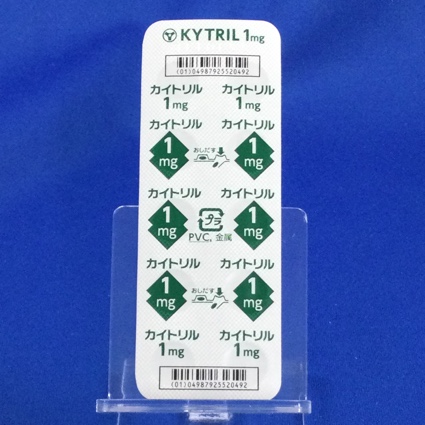 KYTRIL 1mg
(01)04987925520492
カイトリル カイトリル
1mg 1mg
カイトリル カイトリル
1 mg おしだす 1 mg
カイトリル カイトリル
1 mg プラ 1 mg
PVC, 金属
カイトリル カイトリル
1 mg おしだす 1 mg
カイトリル カイトリル
1mg 1mg
(01)04987925520492